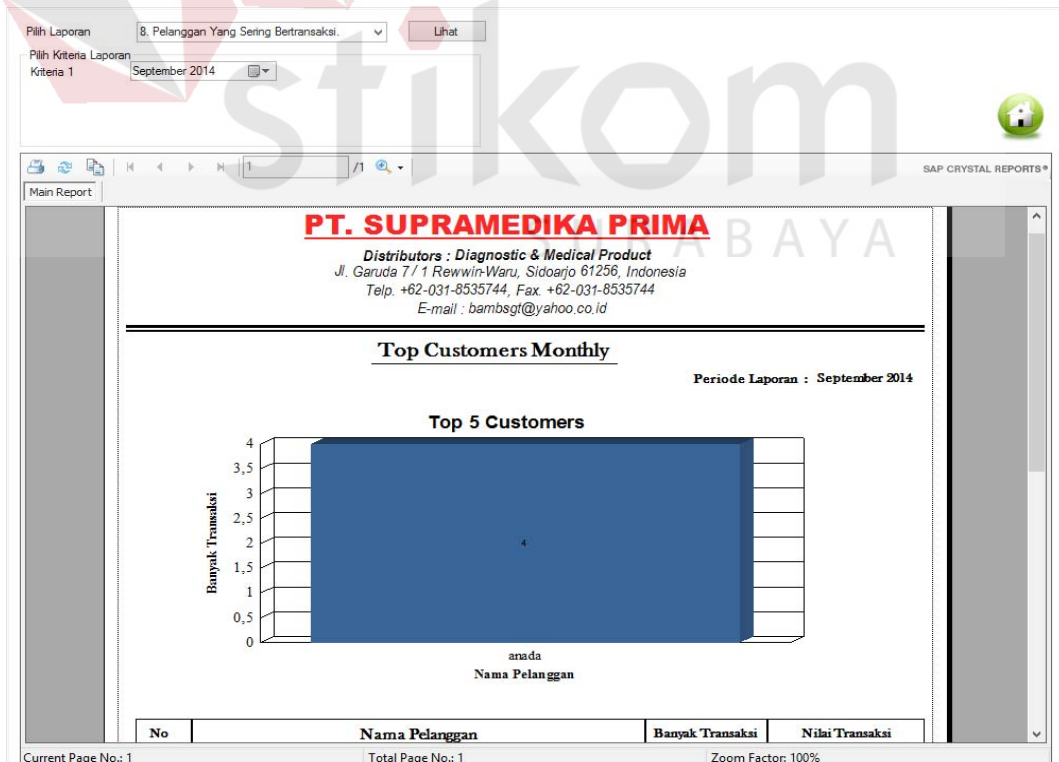 Pilih Laporan 8. Pelanggan Yang Sering Bertransaksi. Lihat
Pilih Kriteria Laporan
Kriteria 1 September 2014
stikom
SURABAYA
1 /1
SAP CRYSTAL REPORTS®
Main Report
PT. SUPRAMEDIKA PRIMA
Distributors : Diagnostic & Medical Product
Jl. Garuda 7 / 1 Rewwin-Waru, Sidoarjo 61256, Indonesia
Telp. +62-031-8535744, Fax. +62-031-8535744
E-mail : bambsgt@yahoo.co.id
Top Customers Monthly
Periode Laporan : September 2014
Top 5 Customers
Banyak Transaksi
4
3,5
3
2,5
2
1,5
1
0,5
0
4
anada
Nama Pelanggan
No Nama Pelanggan Banyak Transaksi Nilai Transaksi
Current Page No.: 1 Total Page No.: 1 Zoom Factor: 100%